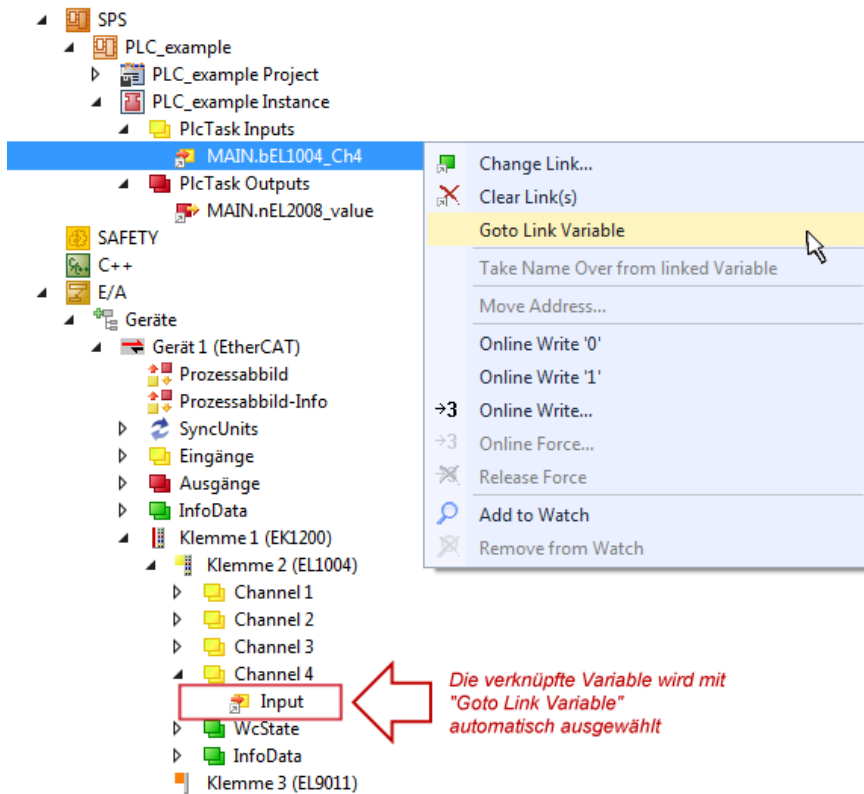 SPS
PLC_example
PLC_example Project
PLC_example Instance
PlcTask Inputs
MAIN.bEL1004_Ch4
PlcTask Outputs
MAIN.nEL2008_value
SAFETY
C++
E/A
Geräte
Gerät 1 (EtherCAT)
Prozessabbild
Prozessabbild-Info
SyncUnits
Eingänge
Ausgänge
InfoData
Klemme 1 (EK1200)
Klemme 2 (EL1004)
Channel 1
Channel 2
Channel 3
Channel 4
Input
WcState
InfoData
Klemme 3 (EL9011)
Change Link...
Clear Link(s)
Goto Link Variable
Take Name Over from linked Variable
Move Address...
Online Write '0'
Online Write '1'
→3 Online Write...
→3 Online Force...
Release Force
Add to Watch
Remove from Watch
Die verknüpfte Variable wird mit
"Goto Link Variable"
automatisch ausgewählt